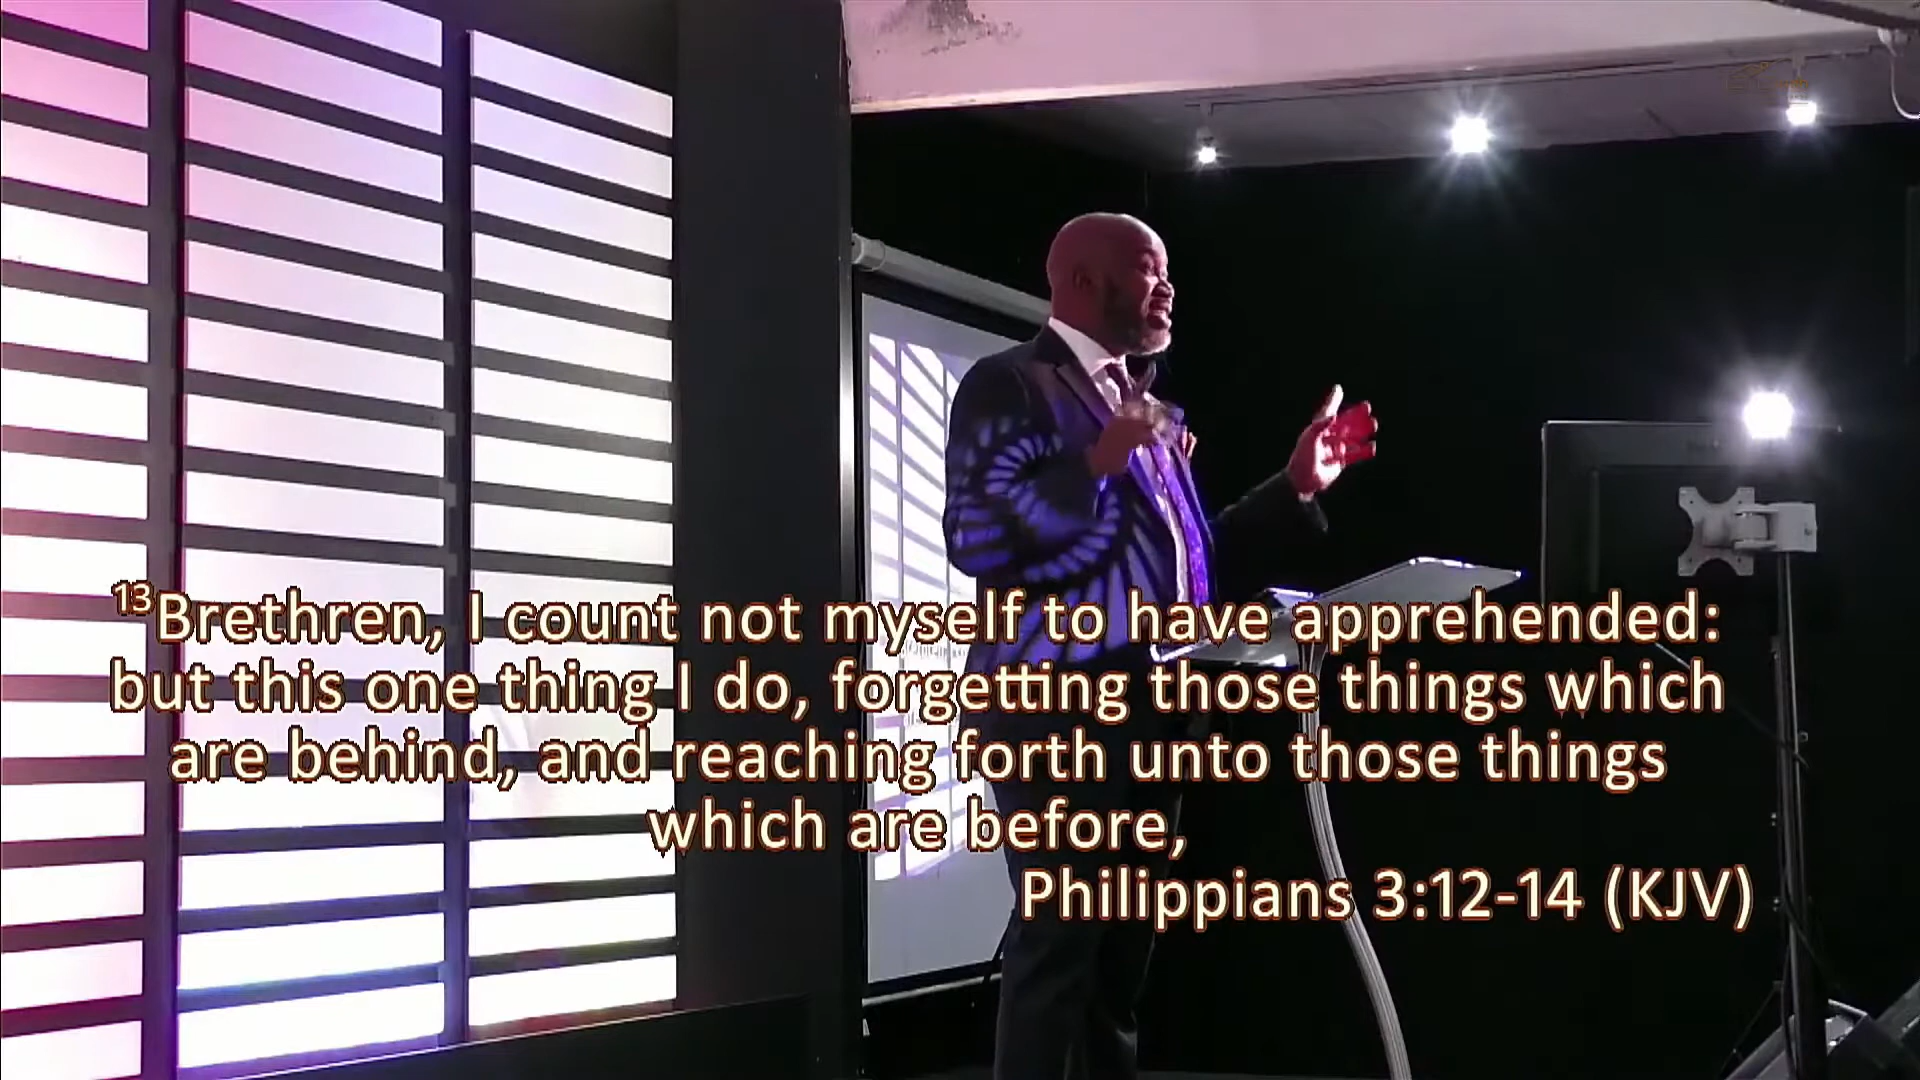 ¹³Brethren, I count not myself to have apprehended:
but this one thing I do, forgetting those things which
are behind, and reaching forth unto those things
which are before,
Philippians 3:12-14 (KJV)